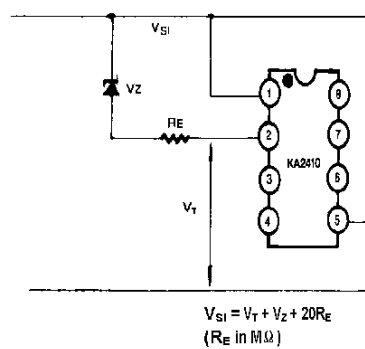 VSI
VZ
RE
1
2
3
4
8
7
6
5
KA2410
VT
VSI = VT + VZ + 20RE
(RE in MΩ)